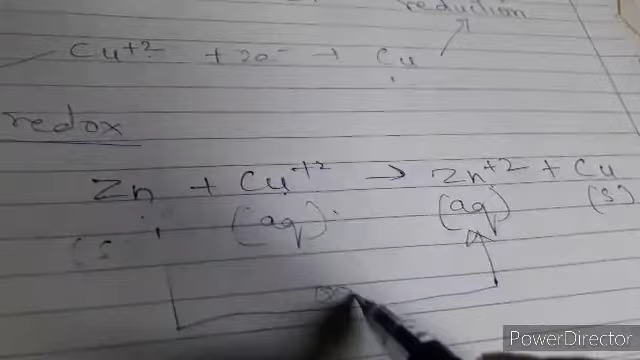 reduction
Cu+2 + 2e- → Cu
redox
Zn + Cu+2 → Zn+2 + Cu
(s (aq) (aq) (s)
PowerDirector